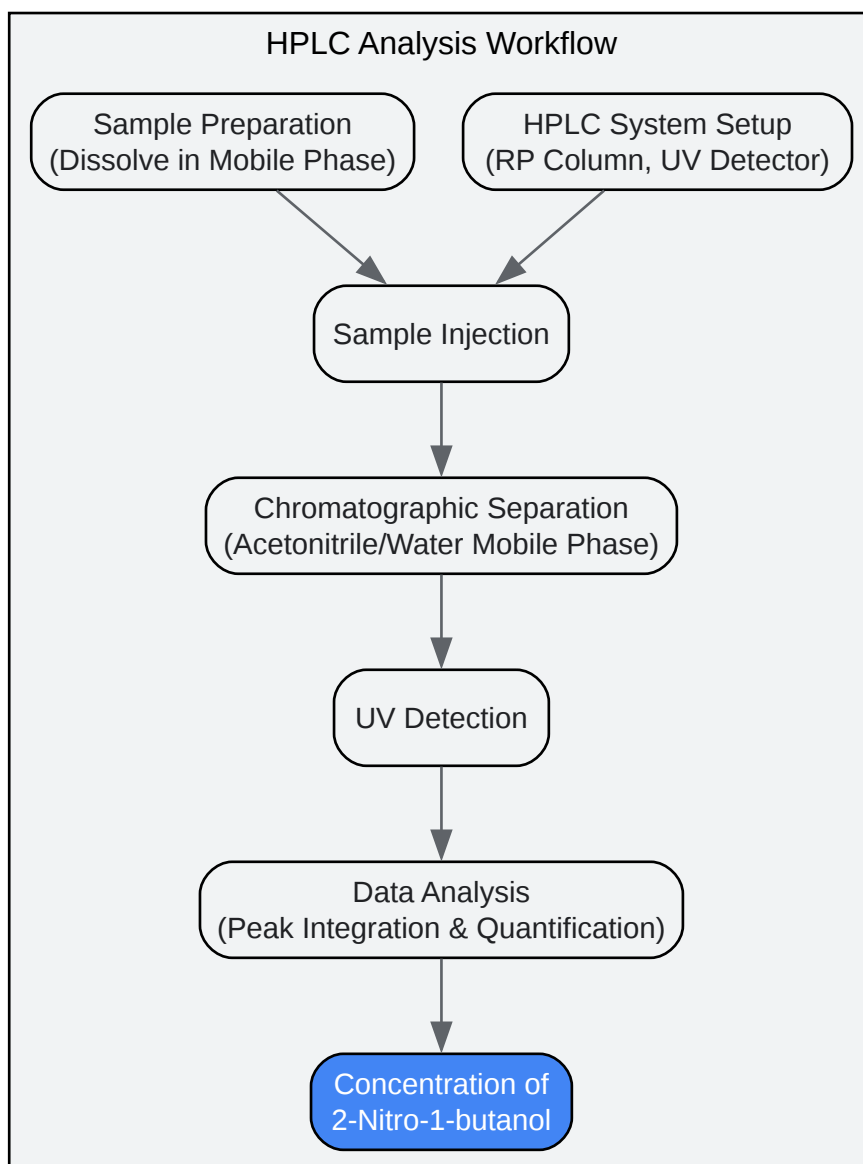 HPLC Analysis Workflow
Sample Preparation
(Dissolve in Mobile Phase)
HPLC System Setup
(RP Column, UV Detector)
Sample Injection
Chromatographic Separation
(Acetonitrile/Water Mobile Phase)
UV Detection
Data Analysis
(Peak Integration & Quantification)
Concentration of
2-Nitro-1-butanol